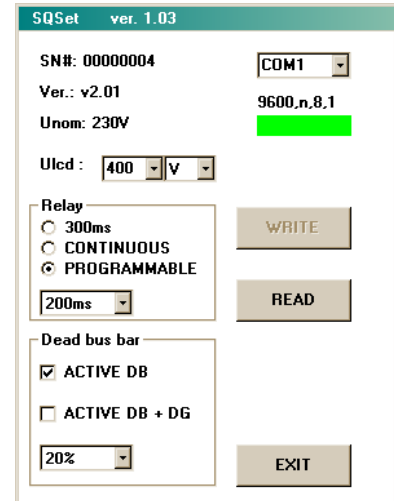 SQSet ver. 1.03
SN#: 00000004
COM1
Ver.: v2.01
9600,n,8,1
Unom: 230V
Ulcd : 400 V
Relay
300ms
CONTINUOUS
PROGRAMMABLE
200ms
WRITE
READ
Dead bus bar
ACTIVE DB
ACTIVE DB + DG
20%
EXIT